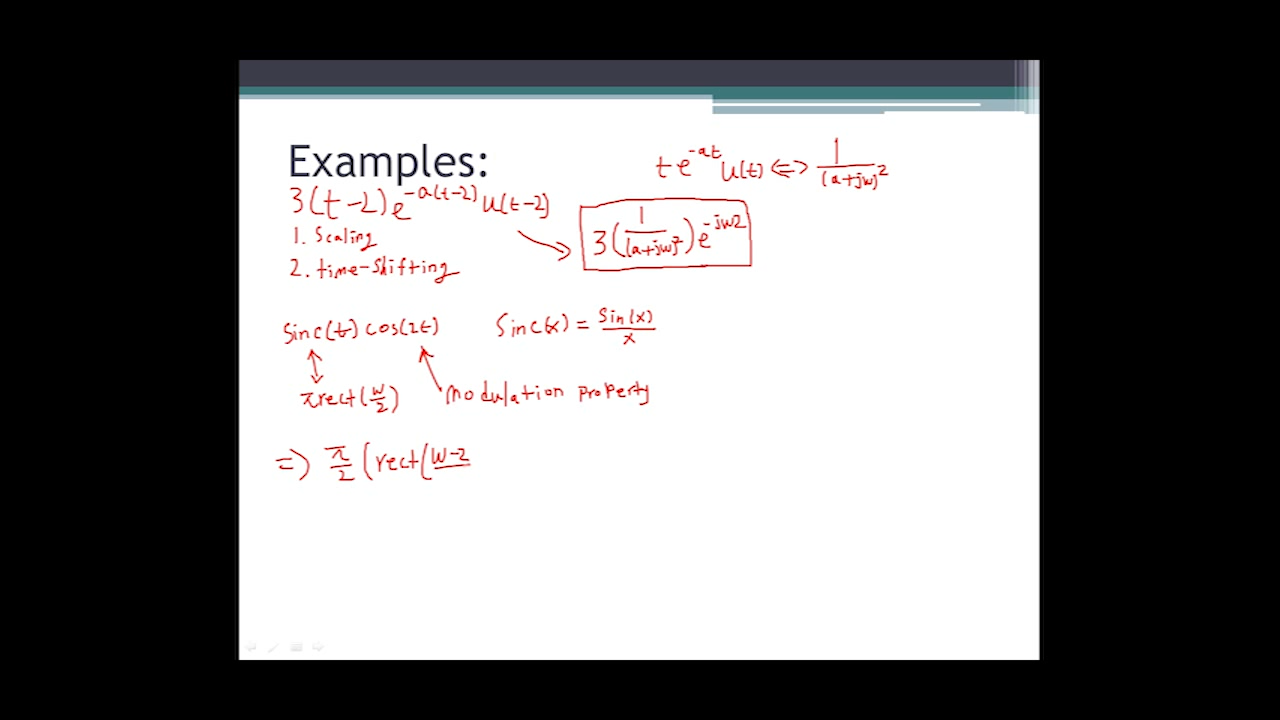 Examples:
te^{-at}u(t) ⇔ 1/(a+jw)^2
3(t-2)e^{-a(t-2)}u(t-2)
3(1/(a+jw)^2)e^{-jw2}
1. Scaling
2. time-shifting
Sinc(t)cos(2t)
Sinc(x) = Sin(x)/x
πrect(w/2)
modulation property
⇒ π/2(rect(w-2